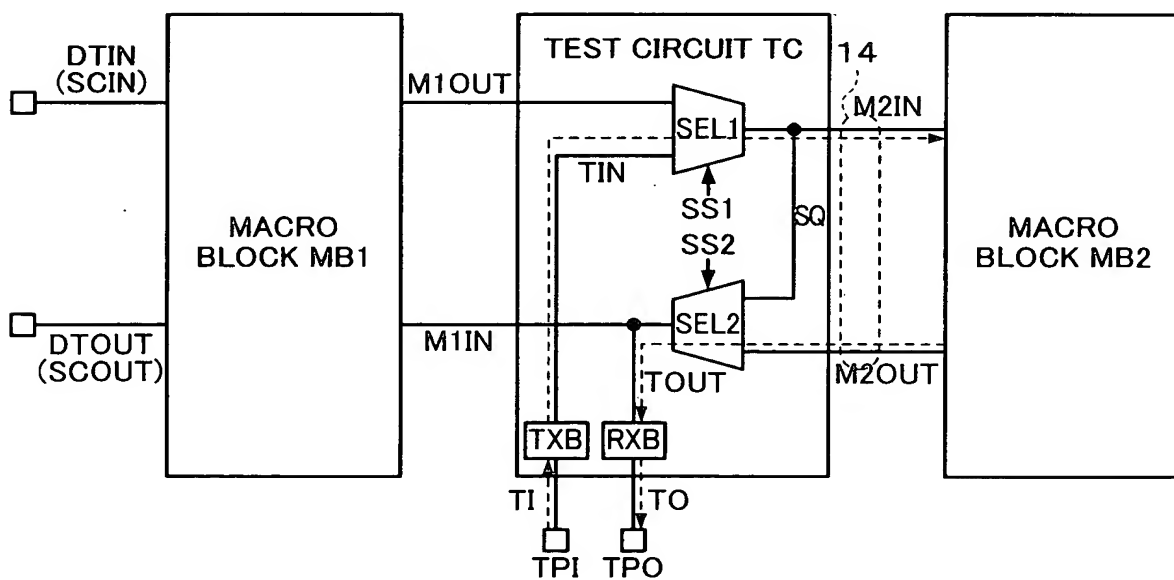 DTIN
(SCIN)
MACRO
BLOCK MB1
DTOUT
(SCOUT)
M1OUT
M1IN
TEST CIRCUIT TC
SEL1
TIN
SS1
SS2
SQ
SEL2
TOUT
TXB
RXB
TI
TO
TPI
TPO
14
M2IN
M2OUT
MACRO
BLOCK MB2